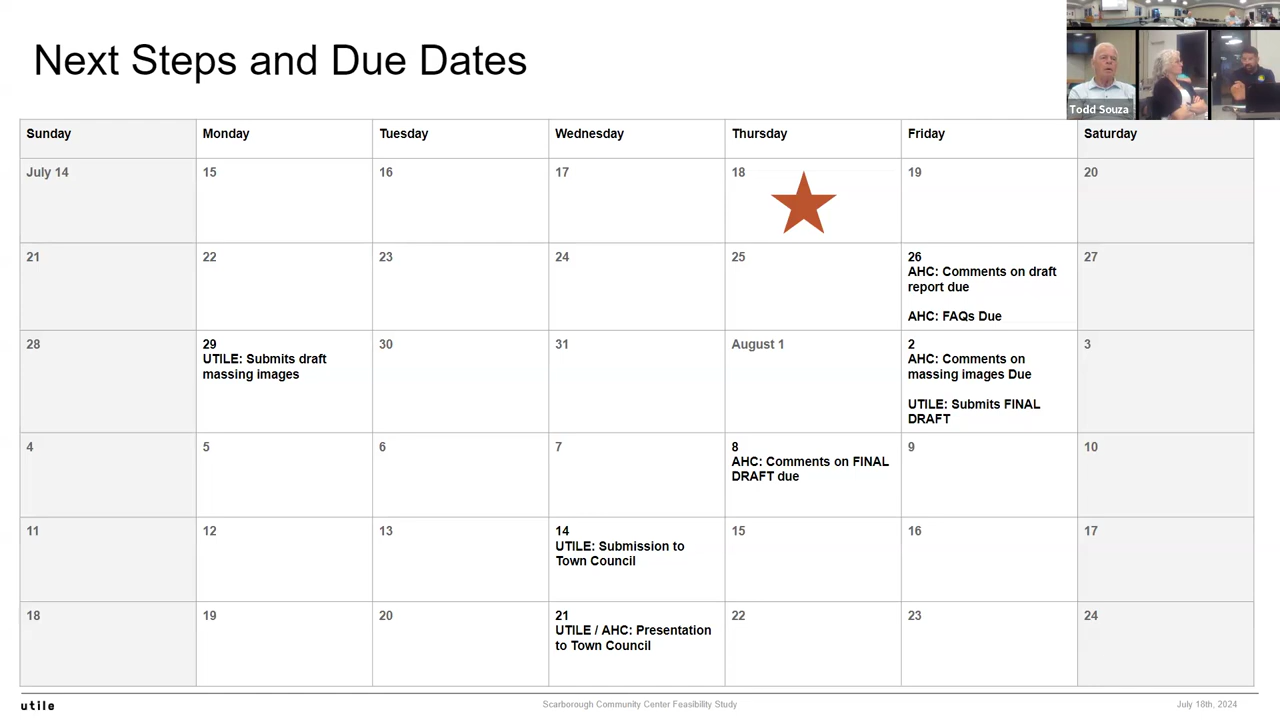 Next Steps and Due Dates
Todd Souza
Sunday
Monday
Tuesday
Wednesday
Thursday
Friday
Saturday
July 14
15
16
17
18
19
20
21
22
23
24
25
26
AHC: Comments on draft
report due
AHC: FAQs Due
27
28
29
UTILE: Submits draft
massing images
30
31
August 1
2
AHC: Comments on
massing images Due
UTILE: Submits FINAL
DRAFT
3
4
5
6
7
8
AHC: Comments on FINAL
DRAFT due
9
10
11
12
13
14
UTILE: Submission to
Town Council
15
16
17
18
19
20
21
UTILE / AHC: Presentation
to Town Council
22
23
24
utile
Scarborough Community Center Feasibility Study
July 18th, 2024